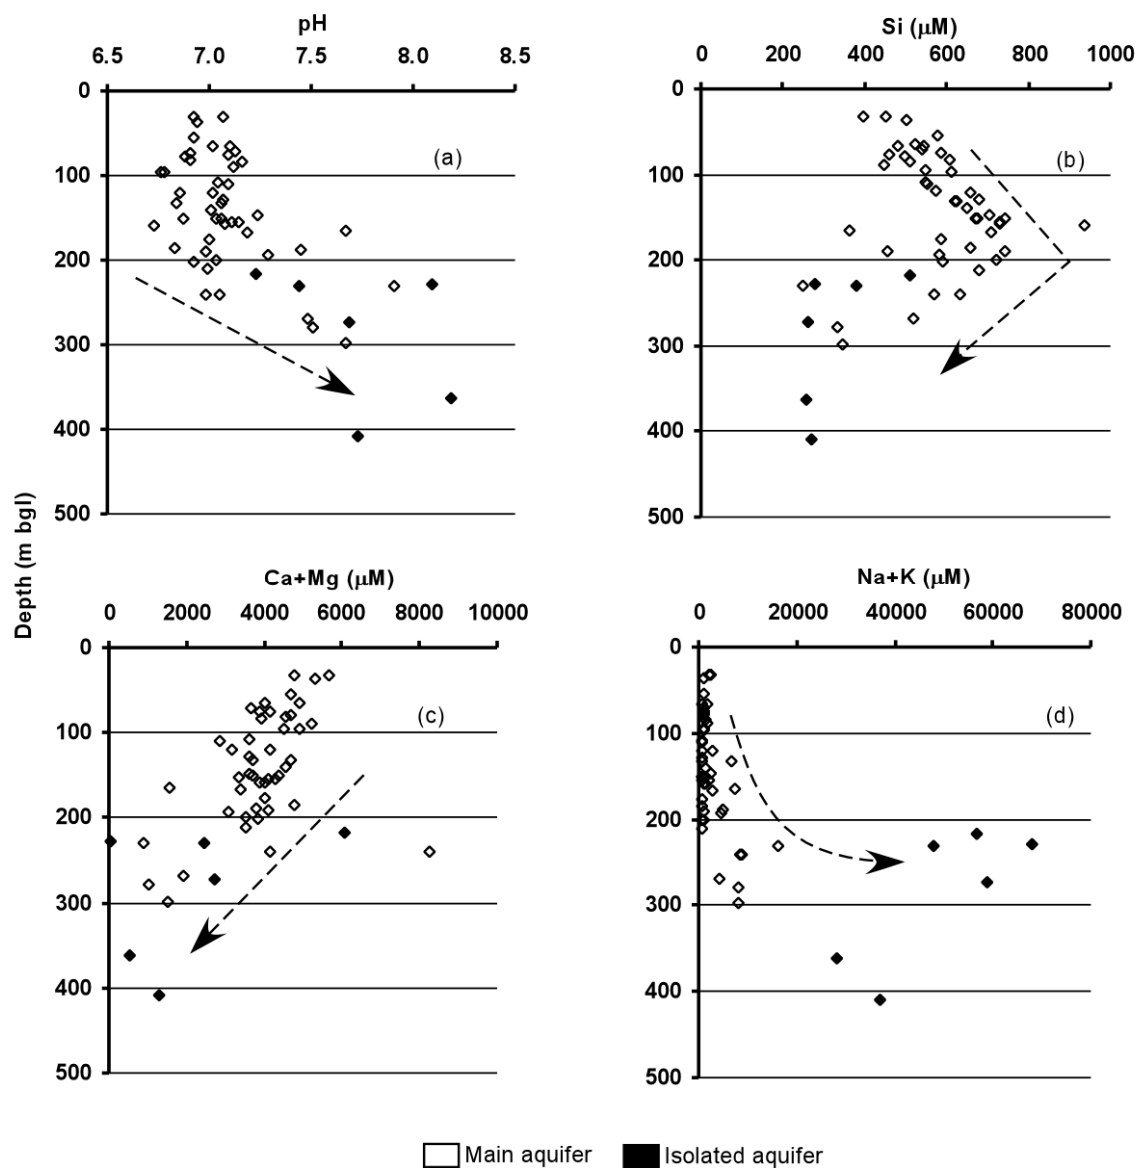 pH
6.5 7.0 7.5 8.0 8.5
0
100
200
300
400
500
(a)
Si (μM)
0 200 400 600 800 1000
0
100
200
300
400
500
(b)
Depth (m bgl)
Ca+Mg (μM)
0 2000 4000 6000 8000 10000
0
100
200
300
400
500
(c)
Na+K (μM)
0 20000 40000 60000 80000
0
100
200
300
400
500
(d)
Main aquifer Isolated aquifer